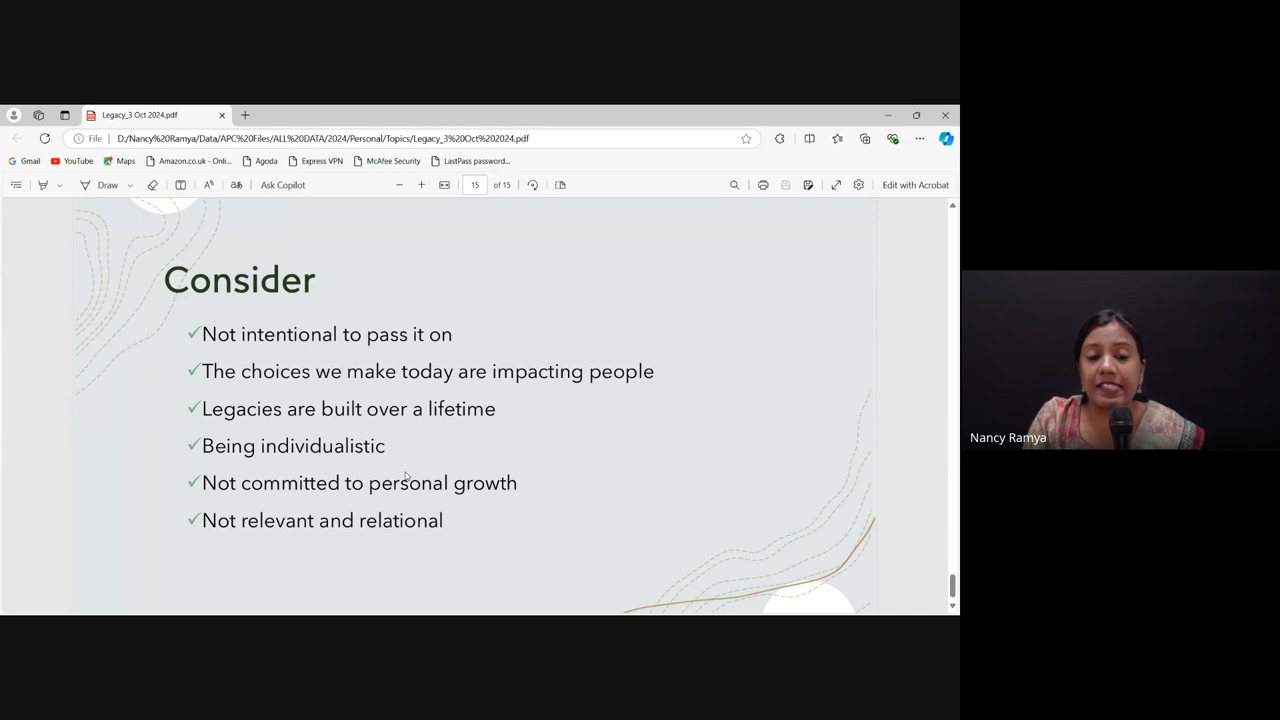 Legacy_3 Oct 2024.pdf
File D:/Nancy%20Ramya/Data/APC%20Files/ALL%20DATA/2024/Personal/Topics/Legacy_3%20Oct%202024.pdf
Gmail YouTube Maps Amazon.co.uk - Onli... Agoda Express VPN McAfee Security LastPass password...
Draw Ask Copilot 15 of 15 Edit with Acrobat
Consider
Not intentional to pass it on
The choices we make today are impacting people
Legacies are built over a lifetime
Being individualistic
Not committed to personal growth
Not relevant and relational
Nancy Ramya